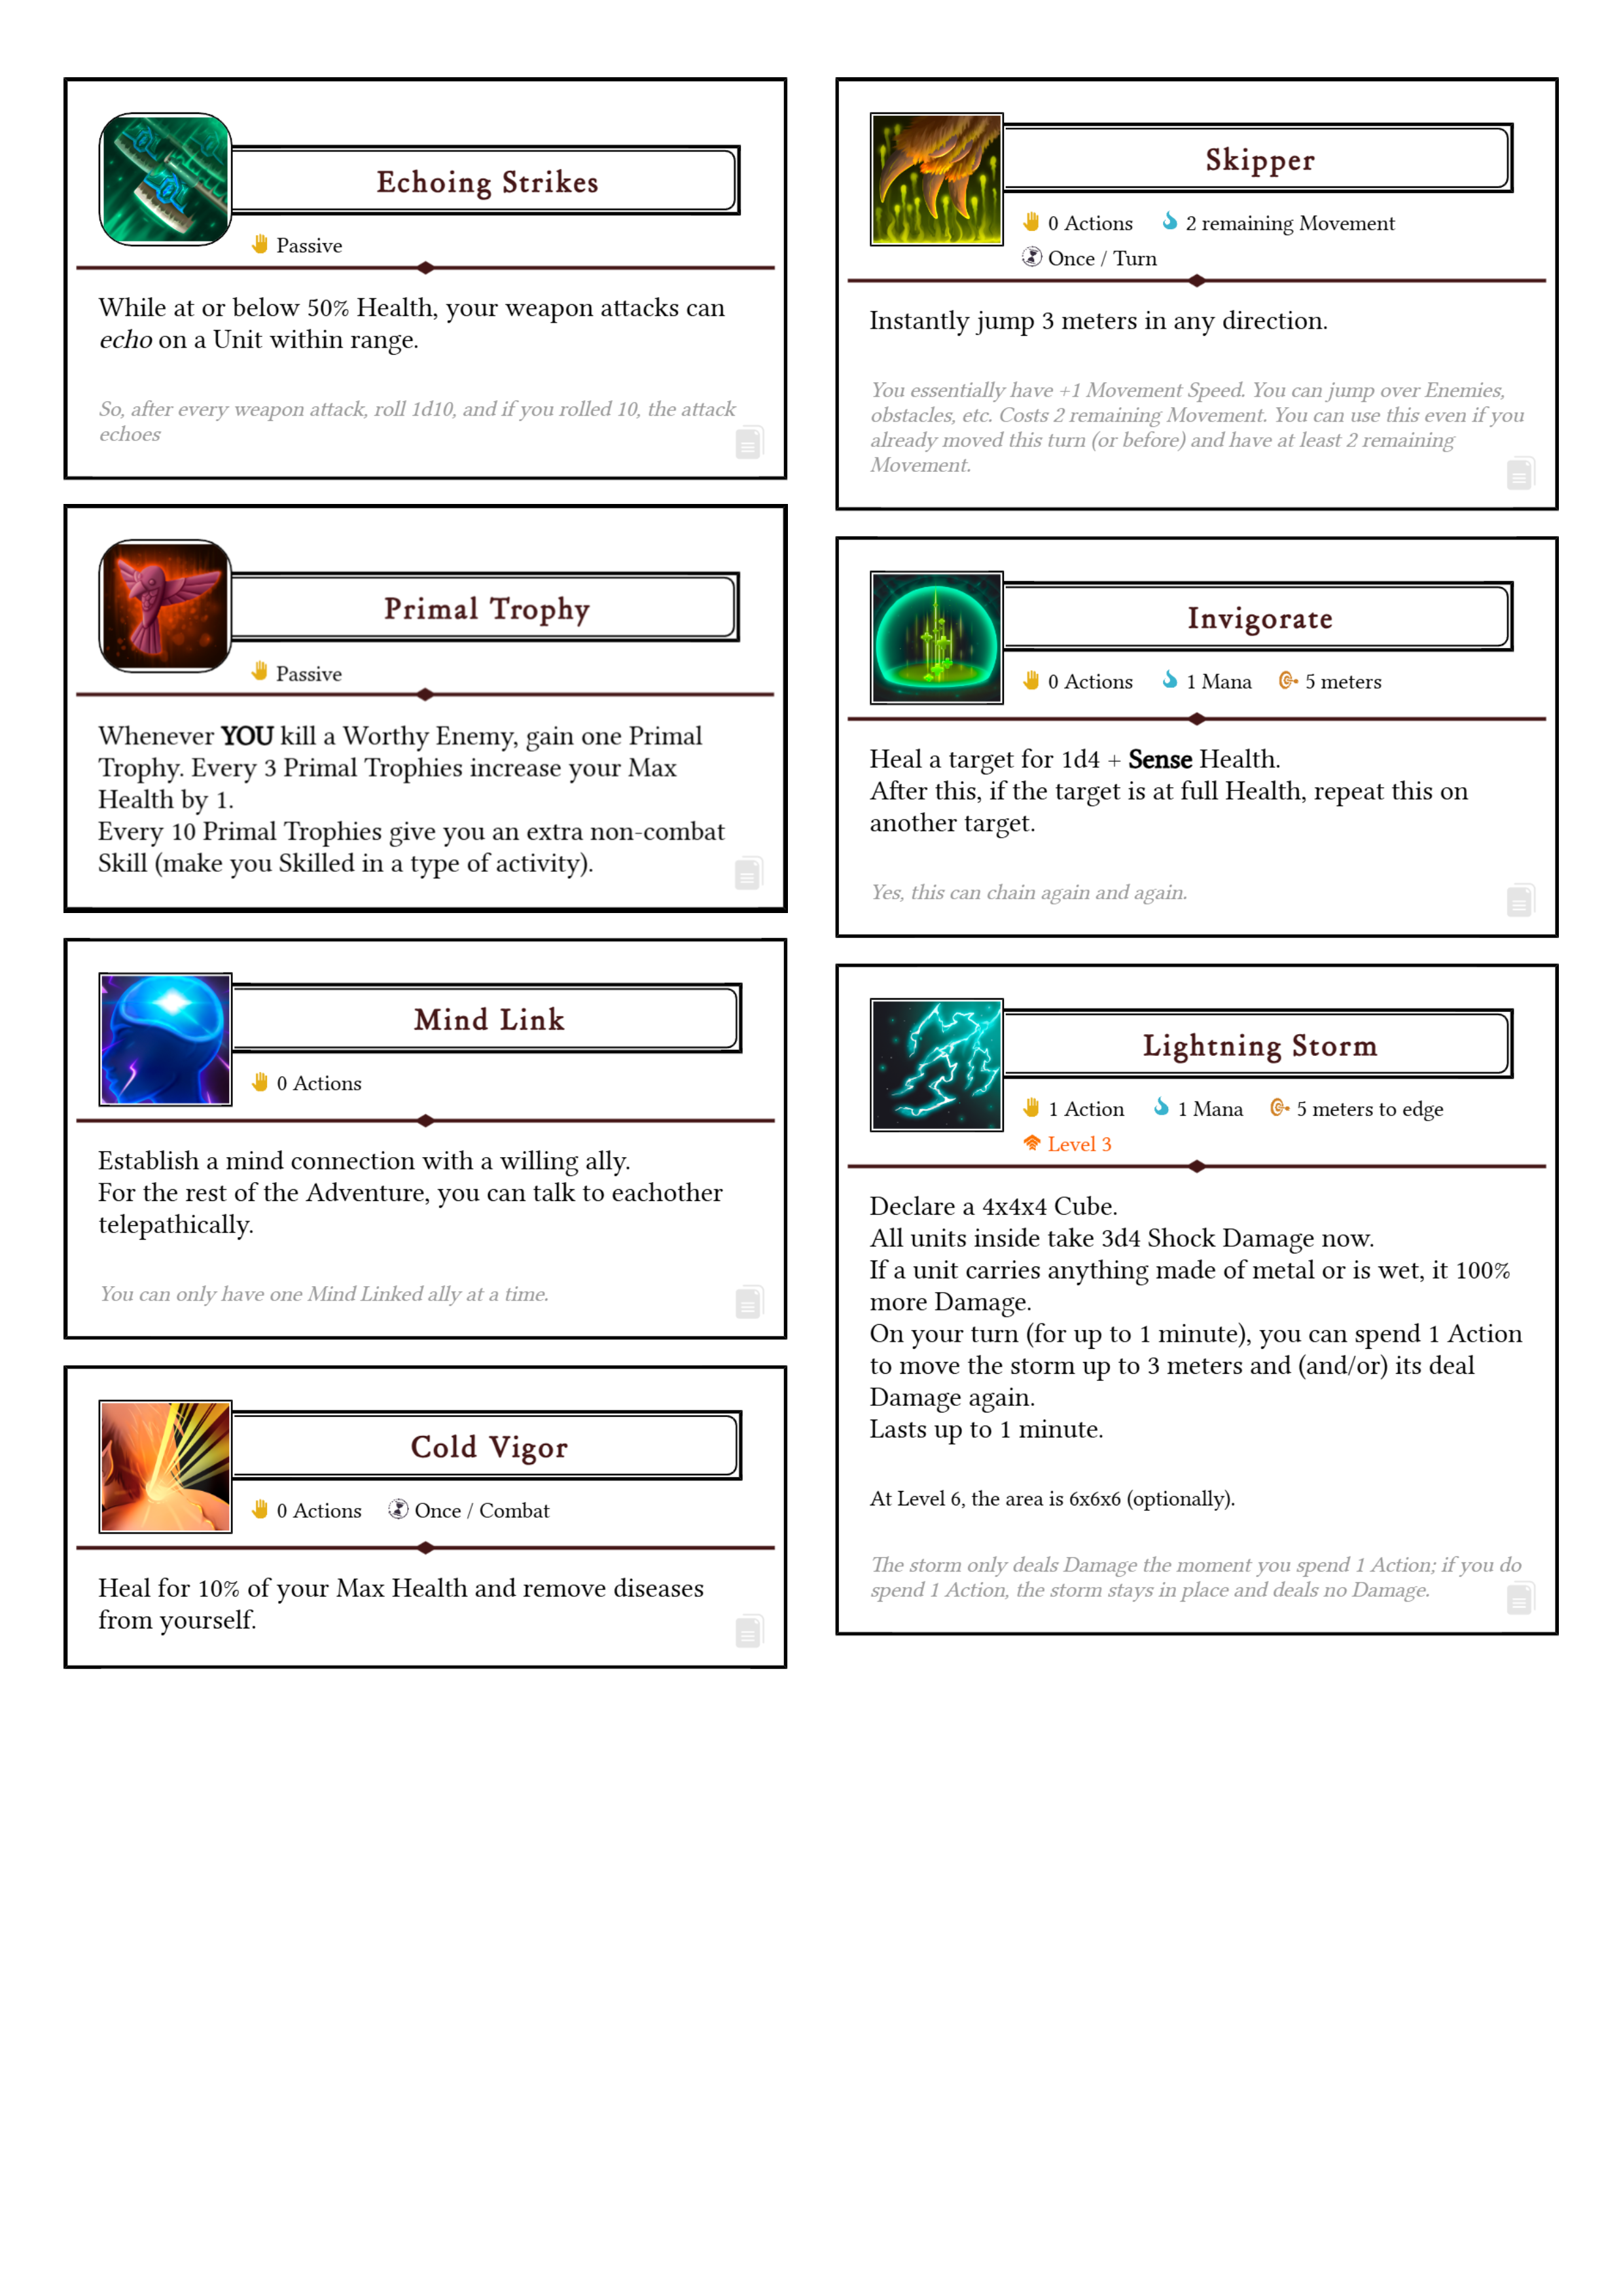 Echoing Strikes
Passive
While at or below 50% Health, your weapon attacks can
echo on a Unit within range.
So, after every weapon attack, roll 1d10, and if you rolled 10, the attack
echoes
Primal Trophy
Passive
Whenever YOU kill a Worthy Enemy, gain one Primal
Trophy. Every 3 Primal Trophies increase your Max
Health by 1.
Every 10 Primal Trophies give you an extra non-combat
Skill (make you Skilled in a type of activity).
Mind Link
0 Actions
Establish a mind connection with a willing ally.
For the rest of the Adventure, you can talk to eachother
telepathically.
You can only have one Mind Linked ally at a time.
Cold Vigor
0 Actions Once / Combat
Heal for 10% of your Max Health and remove diseases
from yourself.
Skipper
0 Actions 2 remaining Movement
Once / Turn
Instantly jump 3 meters in any direction.
You essentially have +1 Movement Speed. You can jump over Enemies,
obstacles, etc. Costs 2 remaining Movement. You can use this even if you
already moved this turn (or before) and have at least 2 remaining
Movement.
Invigorate
0 Actions 1 Mana 5 meters
Heal a target for 1d4 + Sense Health.
After this, if the target is at full Health, repeat this on
another target.
Yes, this can chain again and again.
Lightning Storm
1 Action 1 Mana 5 meters to edge
Level 3
Declare a 4x4x4 Cube.
All units inside take 3d4 Shock Damage now.
If a unit carries anything made of metal or is wet, it 100%
more Damage.
On your turn (for up to 1 minute), you can spend 1 Action
to move the storm up to 3 meters and (and/or) its deal
Damage again.
Lasts up to 1 minute.
At Level 6, the area is 6x6x6 (optionally).
The storm only deals Damage the moment you spend 1 Action; if you do
spend 1 Action, the storm stays in place and deals no Damage.